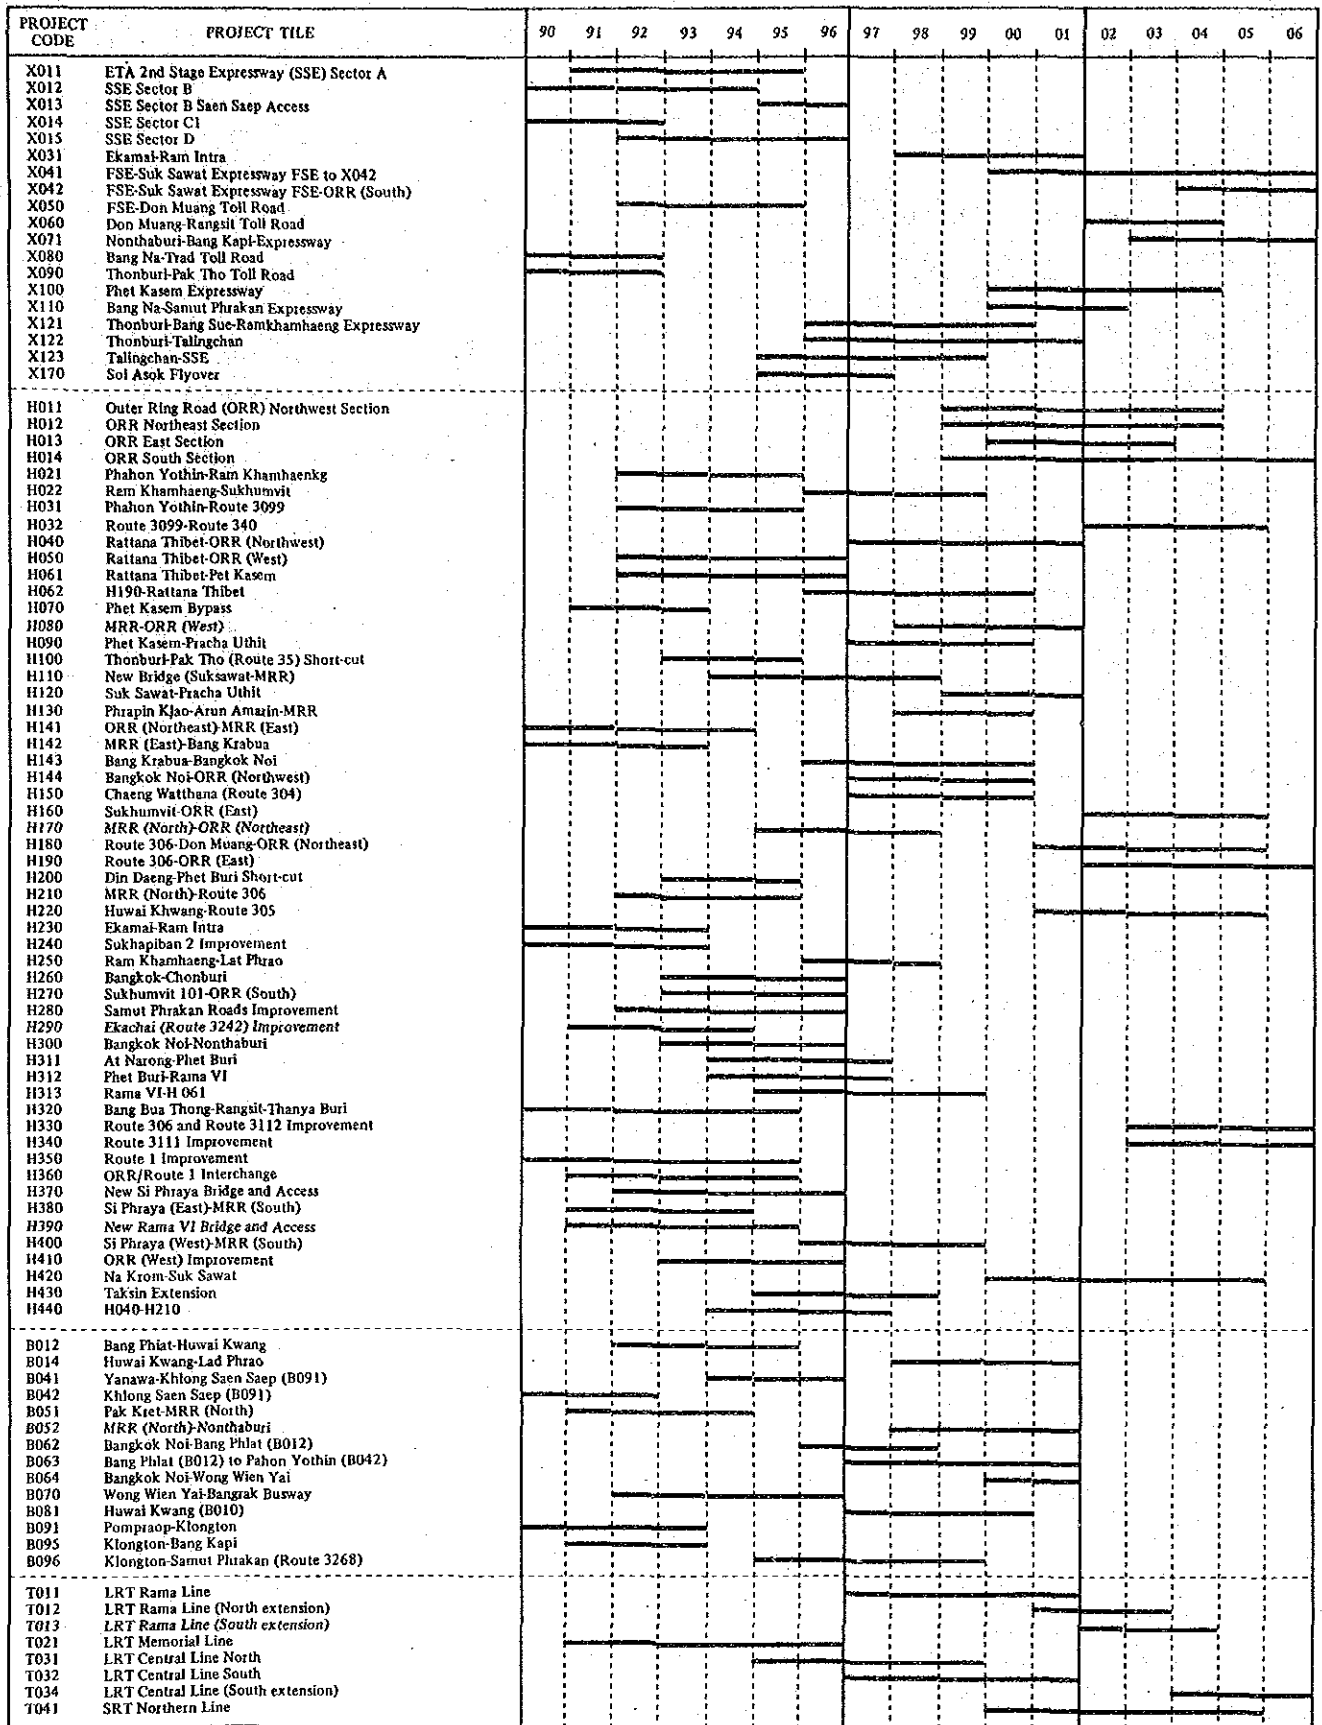 PROJECT CODE PROJECT TILE 90 91 92 93 94 95 96 97 98 99 00 01 02 03 04 05 06
X011 ETA 2nd Stage Expressway (SSE) Sector A
X012 SSE Sector B
X013 SSE Sector B Saen Saep Access
X014 SSE Sector C1
X015 SSE Sector D
X031 Ekamai-Ram Intra
X041 FSE-Suk Sawat Expressway FSE to X042
X042 FSE-Suk Sawat Expressway FSE-ORR (South)
X050 FSE-Don Muang Toll Road
X060 Don Muang-Rangsit Toll Road
X071 Nonthaburi-Bang Kapi-Expressway
X080 Bang Na-Trad Toll Road
X090 Thonburi-Pak Tho Toll Road
X100 Phet Kasem Expressway
X110 Bang Na-Samut Phrakan Expressway
X121 Thonburi-Bang Sue-Ramkhamhaeng Expressway
X122 Thonburi-Talingchan
X123 Talingchan-SSE
X170 Soi Asok Flyover
H011 Outer Ring Road (ORR) Northwest Section
H012 ORR Northeast Section
H013 ORR East Section
H014 ORR South Section
H021 Phahon Yothin-Ram Khamhaenkg
H022 Ram Khamhaeng-Sukhumvit
H031 Phahon Yothin-Route 3099
H032 Route 3099-Route 340
H040 Rattana Thibet-ORR (Northwest)
H050 Rattana Thibet-ORR (West)
H061 Rattana Thibet-Pet Kasem
H062 H190-Rattana Thibet
H070 Phet Kasem Bypass
H080 MRR-ORR (West)
H090 Phet Kasem-Pracha Uthit
H100 Thonburi-Pak Tho (Route 35) Short-cut
H110 New Bridge (Suksawat-MRR)
H120 Suk Sawat-Pracha Uthit
H130 Phrapin Kjao-Arun Amarin-MRR
H141 ORR (Northeast)-MRR (East)
H142 MRR (East)-Bang Krabua
H143 Bang Krabua-Bangkok Noi
H144 Bangkok Noi-ORR (Northwest)
H150 Chaeng Watthana (Route 304)
H160 Sukhumvit-ORR (East)
H170 MRR (North)-ORR (Northeast)
H180 Route 306-Don Muang-ORR (Northeast)
H190 Route 306-ORR (East)
H200 Din Daeng-Phet Buri Short-cut
H210 MRR (North)-Route 306
H220 Huwai Khwang-Route 305
H230 Ekamai-Ram Intra
H240 Sukhapiban 2 Improvement
H250 Ram Khamhaeng-Lat Phrao
H260 Bangkok-Chonburi
H270 Sukhumvit 101-ORR (South)
H280 Samut Phrakan Roads Improvement
H290 Ekachai (Route 3242) Improvement
H300 Bangkok Noi-Nonthaburi
H311 At Narong-Phet Buri
H312 Phet Buri-Rama VI
H313 Rama VI-H 061
H320 Bang Bua Thong-Rangsit-Thanya Buri
H330 Route 306 and Route 3112 Improvement
H340 Route 3111 Improvement
H350 Route 1 Improvement
H360 ORR/Route 1 Interchange
H370 New Si Phraya Bridge and Access
H380 Si Phraya (East)-MRR (South)
H390 New Rama VI Bridge and Access
H400 Si Phraya (West)-MRR (South)
H410 ORR (West) Improvement
H420 Na Krom-Suk Sawat
H430 Taksin Extension
H440 H040-H210
B012 Bang Phlat-Huwai Kwang
B014 Huwai Kwang-Lad Phrao
B041 Yanawa-Khlong Saen Saep (B091)
B042 Khlong Saen Saep (B091)
B051 Pak Kret-MRR (North)
B052 MRR (North)-Nonthaburi
B062 Bangkok Noi-Bang Phlat (B012)
B063 Bang Phlat (B012) to Pahon Yothin (B042)
B064 Bangkok Noi-Wong Wien Yai
B070 Wong Wien Yai-Bangrak Busway
B081 Huwai Kwang (B010)
B091 Pompraop-Klongton
B095 Klongton-Bang Kapi
B096 Klongton-Samut Phrakan (Route 3268)
T011 LRT Rama Line
T012 LRT Rama Line (North extension)
T013 LRT Rama Line (South extension)
T021 LRT Memorial Line
T031 LRT Central Line North
T032 LRT Central Line South
T034 LRT Central Line (South extension)
T041 SRT Northern Line